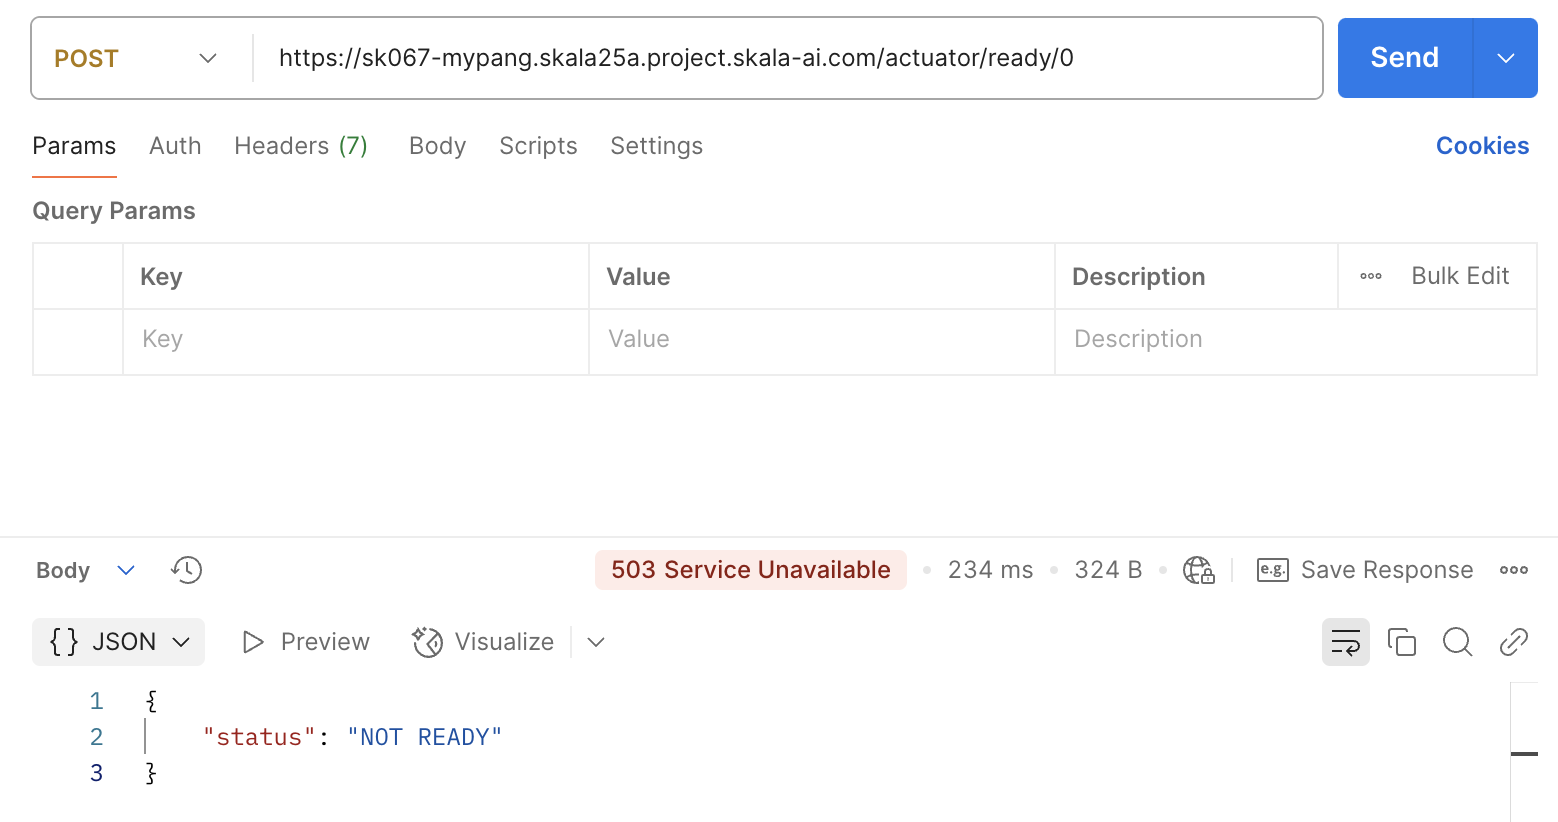 POST https://sk067-mypang.skala25a.project.skala-ai.com/actuator/ready/0 Send
Params Auth Headers (7) Body Scripts Settings Cookies
Query Params
Key Value Description Bulk Edit
Key Value Description
Body 503 Service Unavailable 234 ms 324 B e.g. Save Response
{} JSON Preview Visualize
1 {
2 "status": "NOT READY"
3 }